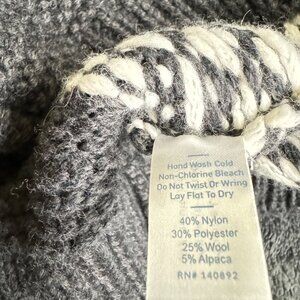 Hand Wash Cold
Non-Chlorine Bleach
Do Not Twist Or Wring
Lay Flat To Dry
40% Nylon
30% Polyester
25% Wool
5% Alpaca
RN# 140892